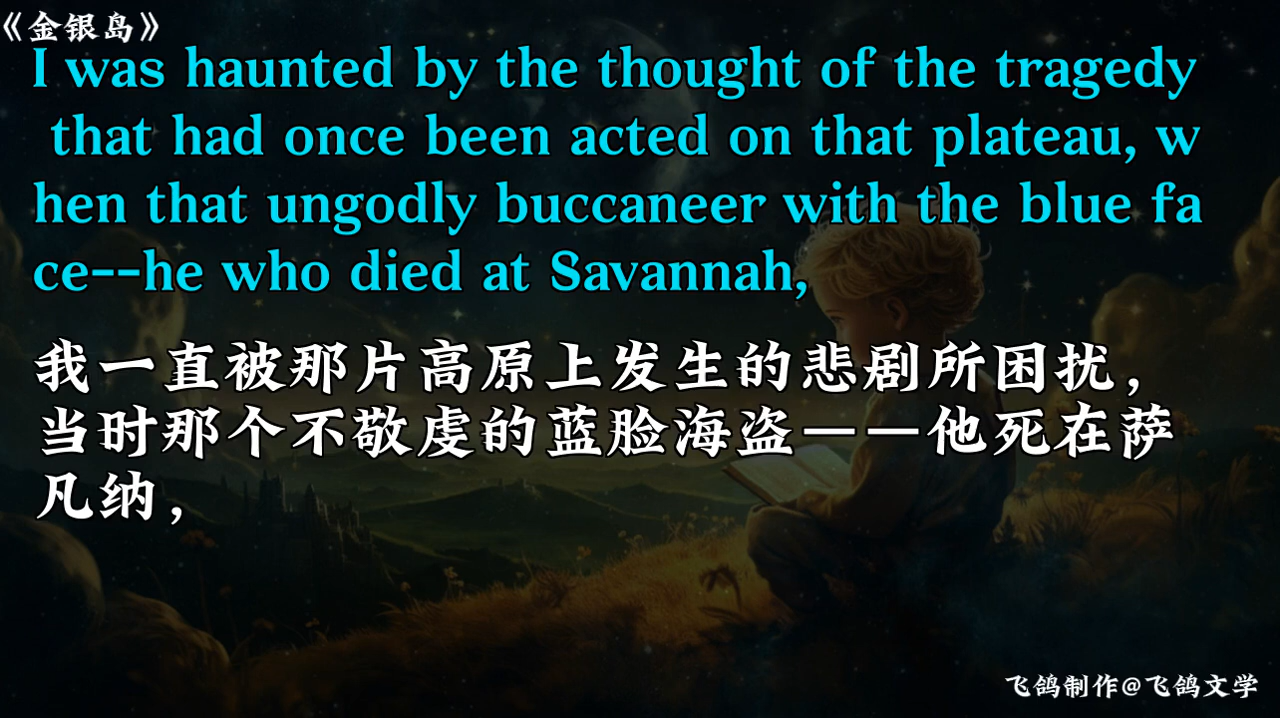 《金银岛》
I was haunted by the thought of the tragedy
that had once been acted on that plateau, w
hen that ungodly buccaneer with the blue fa
ce--he who died at Savannah,
我一直被那片高原上发生的悲剧所困扰，
当时那个不敬虔的蓝脸海盗——他死在萨
凡纳，
飞鸽制作@飞鸽文学